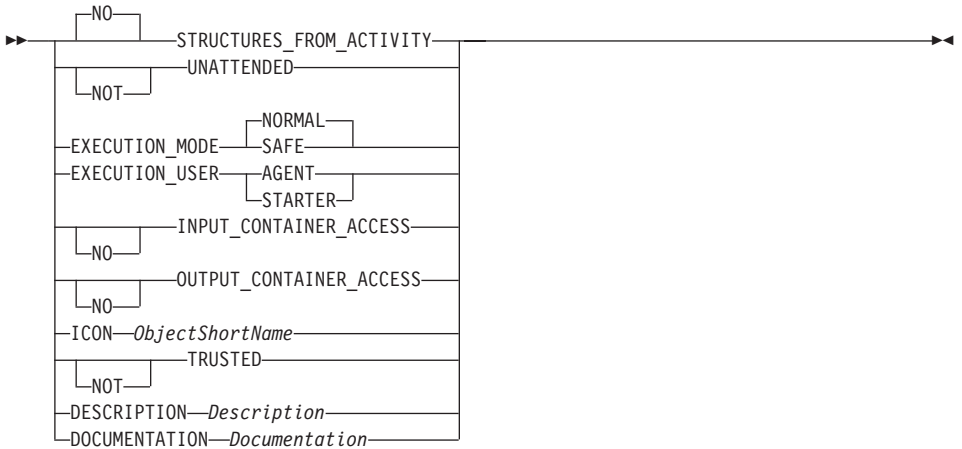 NO
STRUCTURES_FROM_ACTIVITY
UNATTENDED
NOT
NORMAL
EXECUTION_MODE SAFE
EXECUTION_USER AGENT
STARTER
INPUT_CONTAINER_ACCESS
NO
OUTPUT_CONTAINER_ACCESS
NO
ICON ObjectShortName
TRUSTED
NOT
DESCRIPTION Description
DOCUMENTATION Documentation